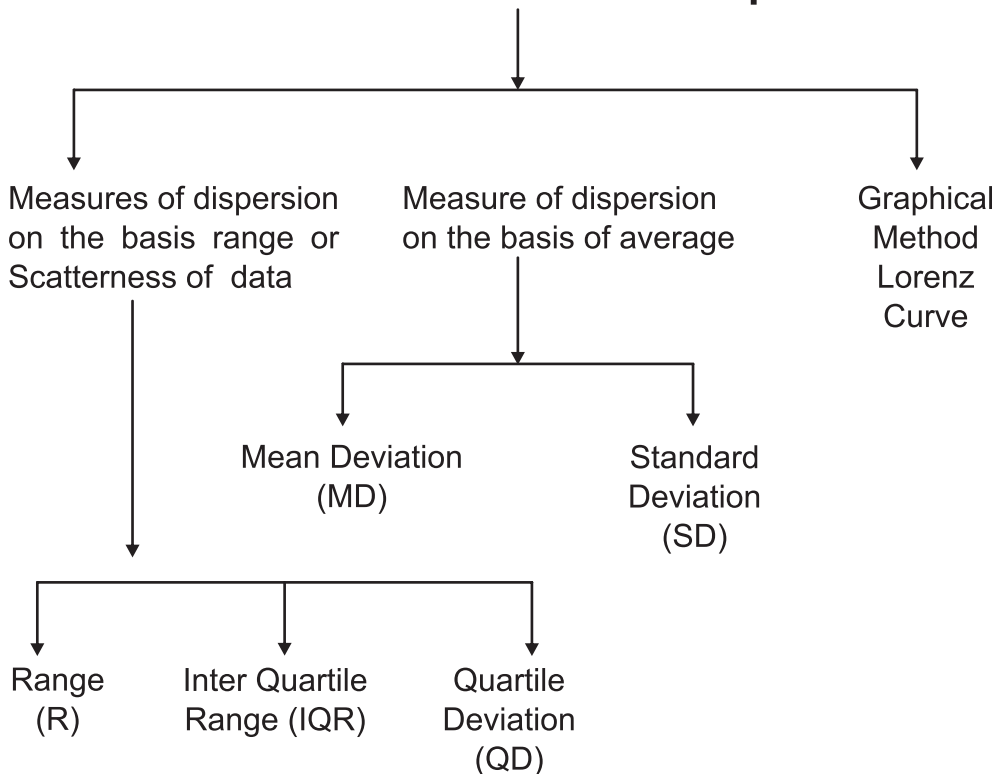 Measures of dispersion
on the basis range or
Scatterness of data
Measure of dispersion
on the basis of average
Graphical
Method
Lorenz
Curve
Mean Deviation
(MD)
Standard
Deviation
(SD)
Range
(R)
Inter Quartile
Range (IQR)
Quartile
Deviation
(QD)